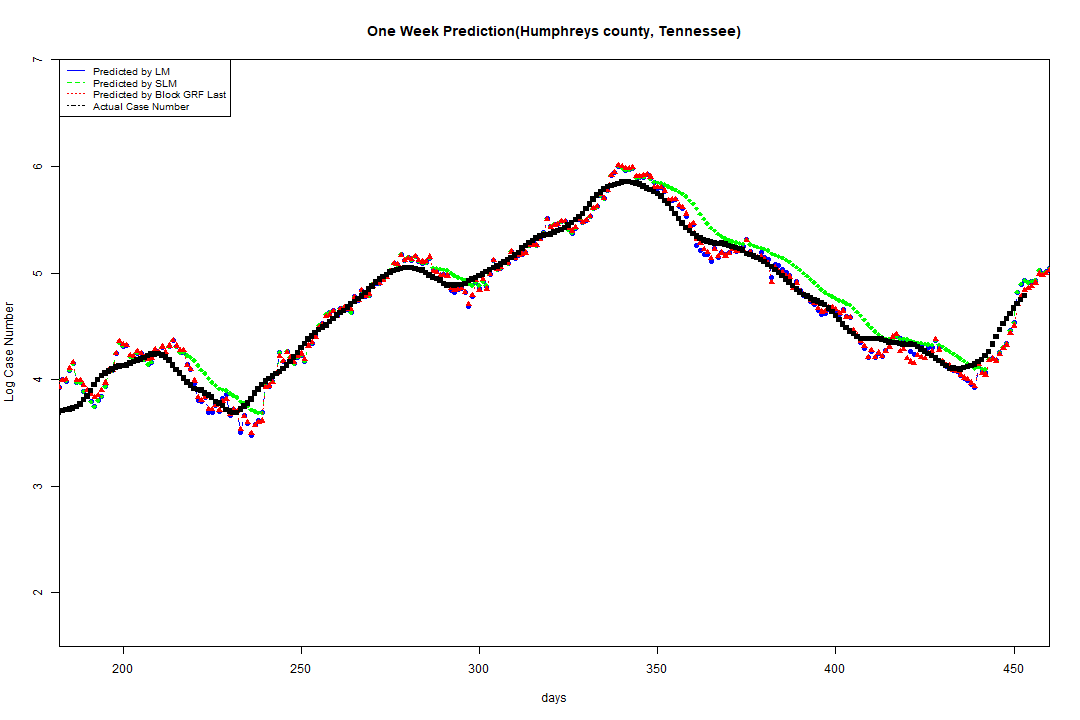 One Week Prediction(Humphreys county, Tennessee)
Predicted by LM
Predicted by SLM
Predicted by Block GRF Last
Actual Case Number
7
6
5
4
3
2
Log Case Number
200 250 300 350 400 450
days